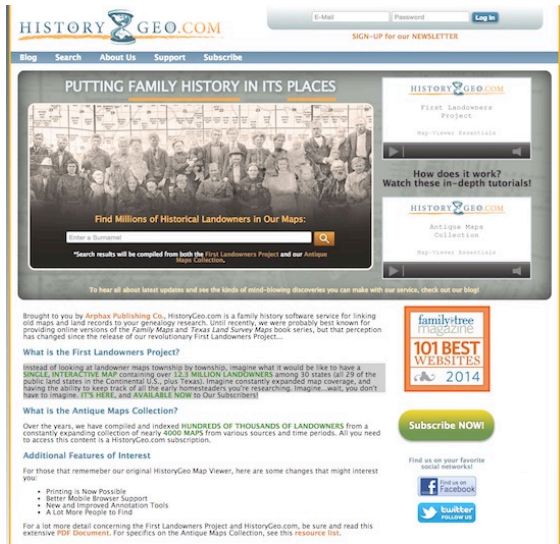 HISTORY GEO.COM
E-Mail
Password
Log in
SIGN-UP for our NEWSLETTER
Blog
Search
About Us
Support
Subscribe
PUTTING FAMILY HISTORY IN ITS PLACES
Find Millions of Historical Landowners in Our Maps:
Enter a Surname!
*Search results will be compiled from both the First Landowners Project and our Antique
Maps Collection.
HISTORY GEO.COM
First Landowners
Project
Map-Viewer Essentials
How does it work?
Watch these in-depth tutorials!
HISTORY GEO.COM
Antique Maps
Collection
Map-Viewer Essentials
To hear all about latest updates and see the kinds of mind-blowing discoveries you can make with our service, check out our blog!
Brought to you by Arphax Publishing Co., HistoryGeo.com is a family history software service for linking
old maps and land records to your genealogy research. Until recently, we were probably best known for
providing online versions of the Family Maps and Texas Land Survey Maps book series, but that perception
has changed since the release of our revolutionary First Landowners Project...
What is the First Landowners Project?
Instead of looking at landowner maps township by township, imagine what it would be like to have a
SINGLE, INTERACTIVE MAP containing over 12.3 MILLION LANDOWNERS among 30 states (all 29 of the
public land states in the Continental U.S., plus Texas). Imagine constantly expanded map coverage, and
having the ability to keep track of all the early homesteaders you're researching. Imagine...wait, you don't
have to imagine. IT'S HERE, and AVAILABLE NOW to Our Subscribers!
What is the Antique Maps Collection?
Over the years, we have compiled and indexed HUNDREDS OF THOUSANDS OF LANDOWNERS from a
constantly expanding collection of nearly 4000 MAPS from various sources and time periods. All you need
to access this content is a HistoryGeo.com subscription.
Additional Features of Interest
For those that rememeber our original HistoryGeo Map Viewer, here are some changes that might interest
you:
Printing is Now Possible
Better Mobile Browser Support
New and Improved Annotation Tools
A Lot More People to Find
For a lot more detail concerning the First Landowners Project and HistoryGeo.com, be sure and read this
extensive PDF Document. For specifics on the Antique Maps Collection, see this resource list.
family tree
magazine
101 BEST
WEBSITES
2014
Subscribe NOW!
Find us on your favorite
social networks!
Find us on
Facebook
twitter
FOLLOW US